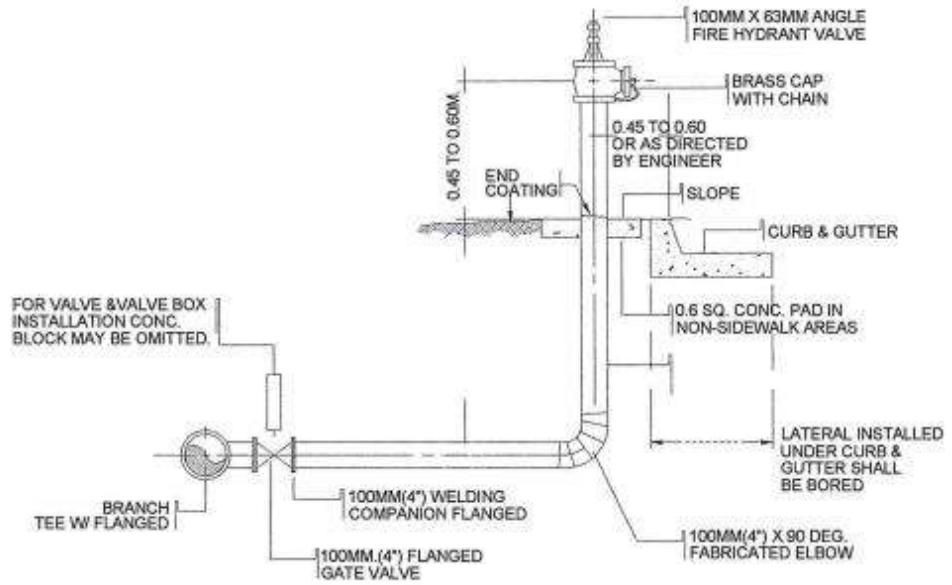 100MM X 63MM ANGLE
FIRE HYDRANT VALVE
BRASS CAP
WITH CHAIN
0.45 TO 0.60M.
0.45 TO 0.60
OR AS DIRECTED
BY ENGINEER
END
COATING
SLOPE
CURB & GUTTER
FOR VALVE &VALVE BOX
INSTALLATION CONC.
BLOCK MAY BE OMITTED.
0.6 SQ. CONC. PAD IN
NON-SIDEWALK AREAS
LATERAL INSTALLED
UNDER CURB &
GUTTER SHALL
BE BORED
BRANCH
TEE W/ FLANGED
100MM(4") WELDING
COMPANION FLANGED
100MM.(4") FLANGED
GATE VALVE
100MM(4") X 90 DEG.
FABRICATED ELBOW